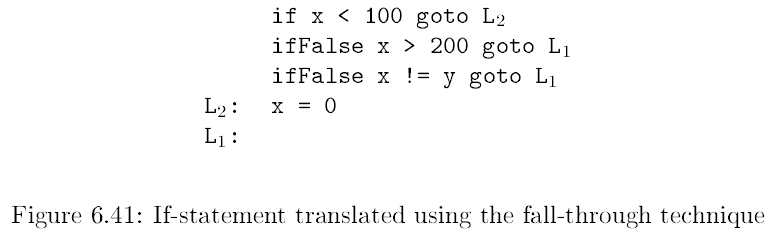 if x < 100 goto L₂
ifFalse x > 200 goto L₁
ifFalse x != y goto L₁
L₂: x = 0
L₁:
Figure 6.41: If-statement translated using the fall-through technique